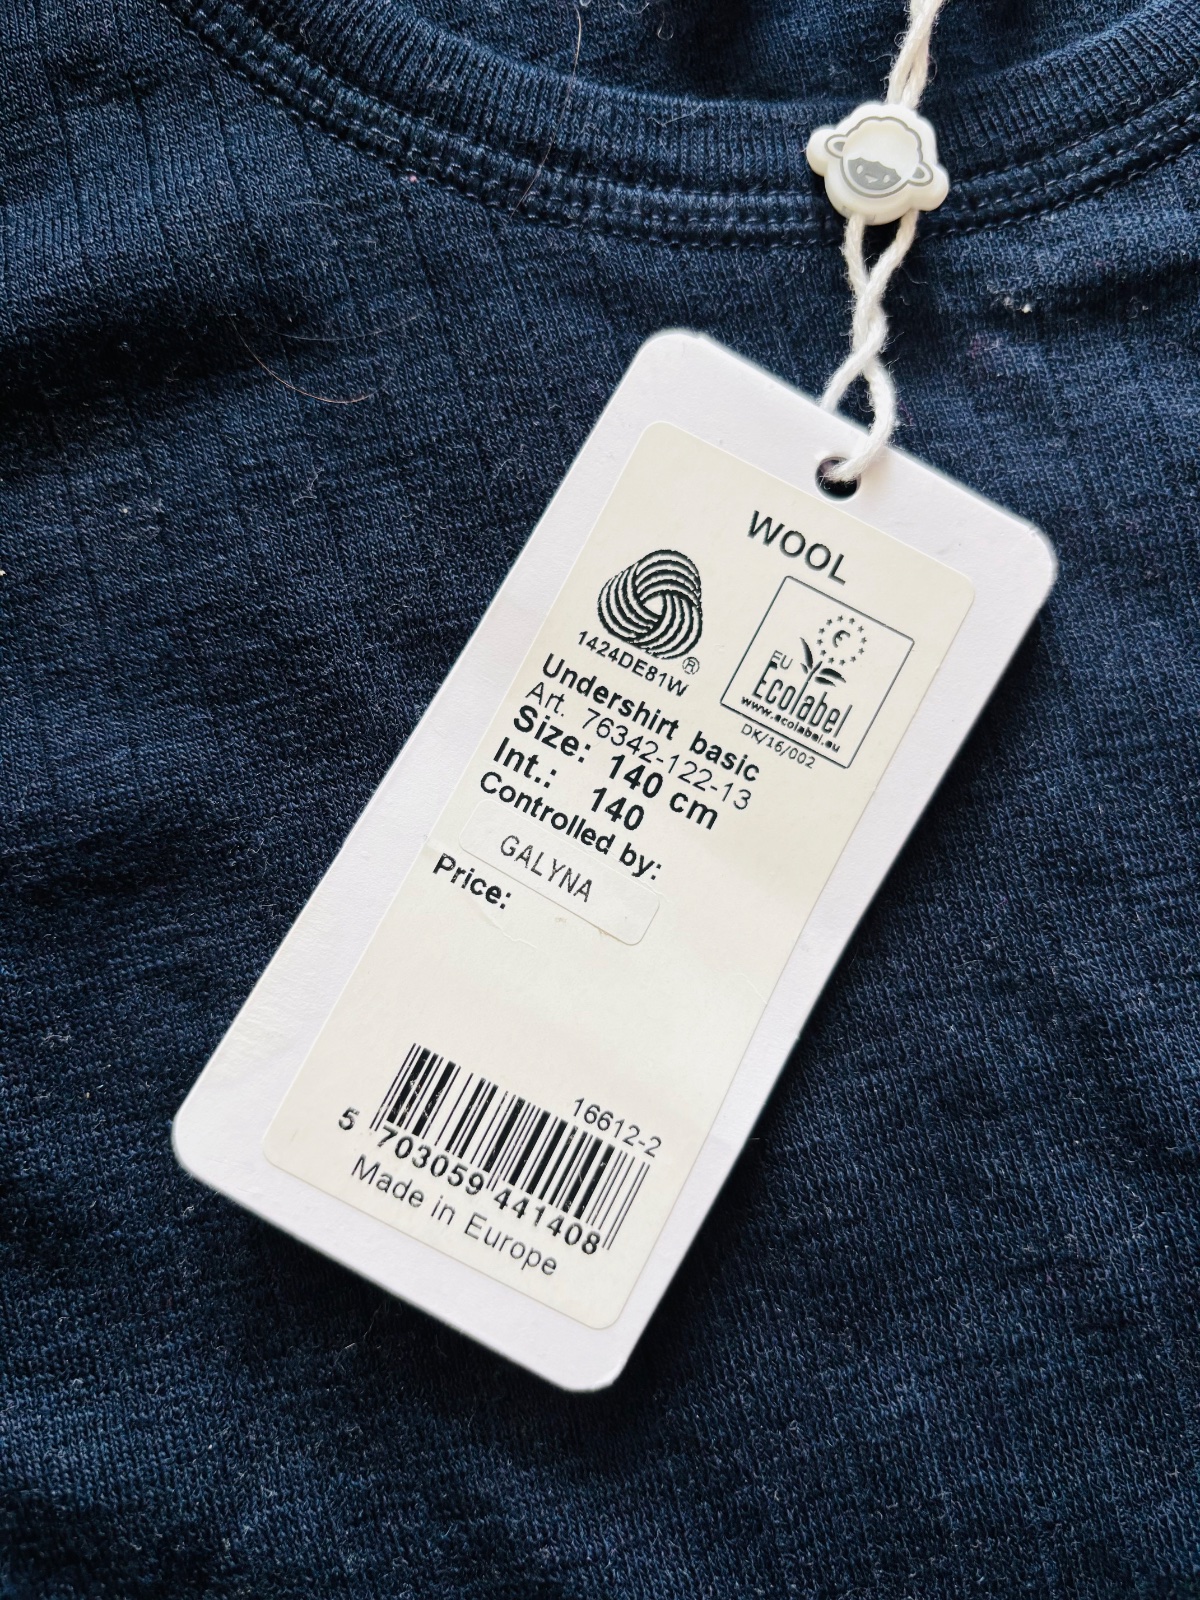 WOOL
1424DE81W
®
EU
Ecolabel
www.ecolabel.eu
DK/16/002
Undershirt basic
Art. 76342-122-13
Size: 140 cm
Int.: 140
Controlled by:
GALYNA
Price:
16612-2
5 703059 441408
Made in Europe